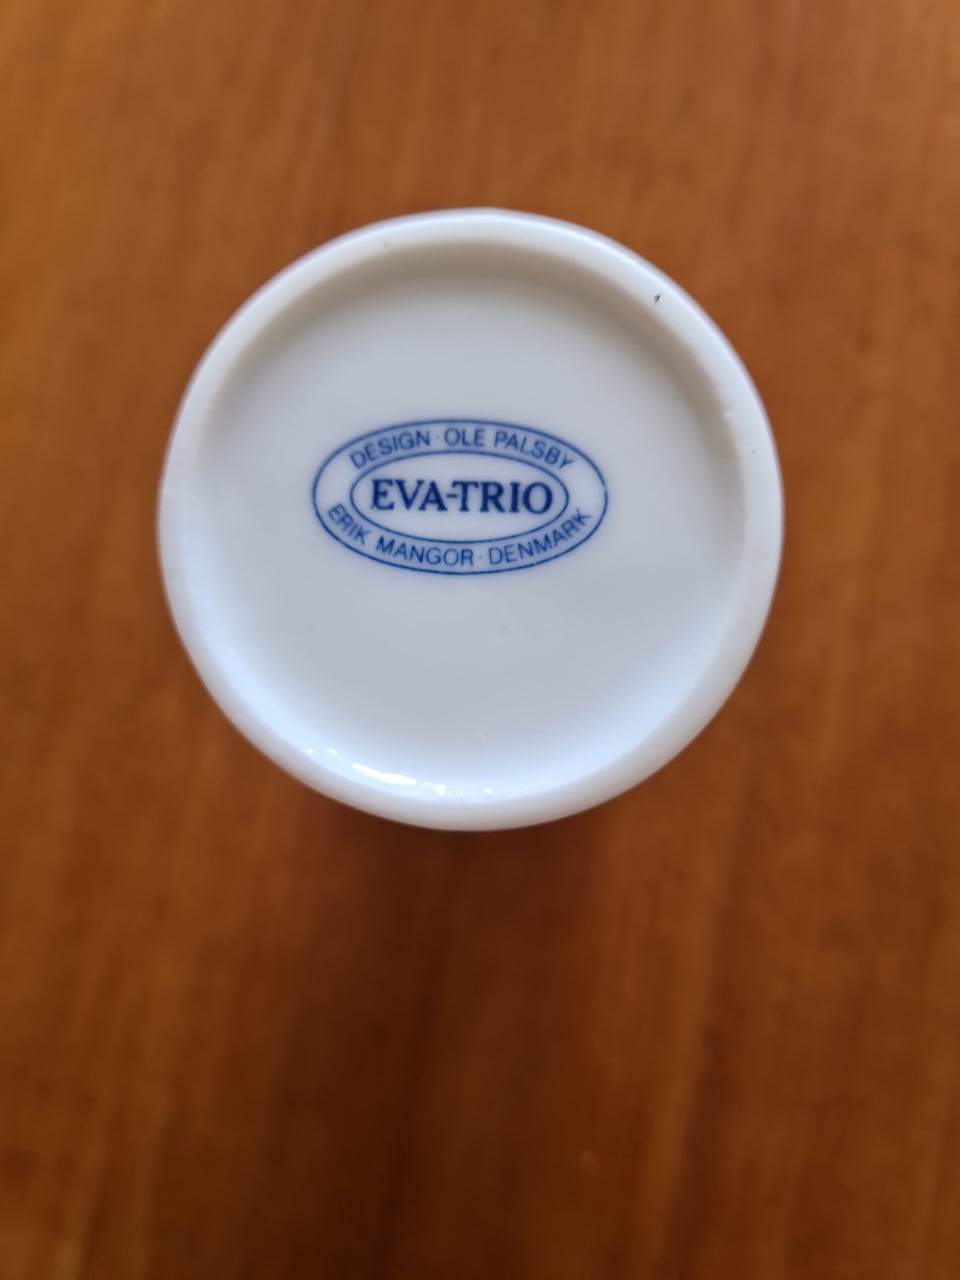 DESIGN · OLE PALSBY
EVA-TRIO
ERIK MANGOR · DENMARK